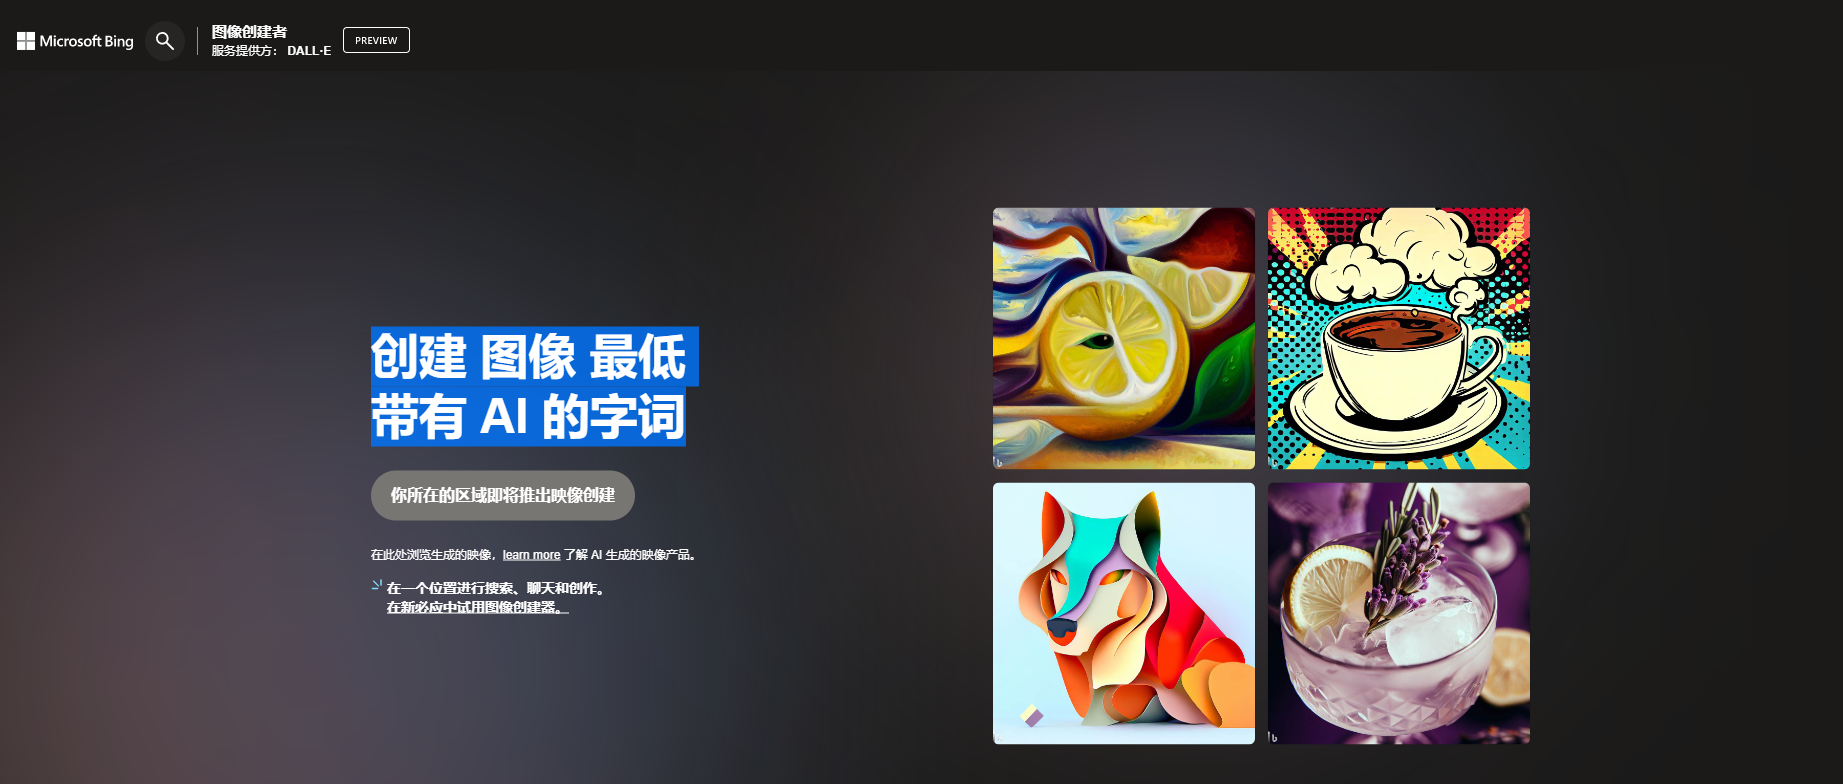 Microsoft Bing
图像创建者
服务提供方： DALL·E
PREVIEW
创建 图像 最低
带有 AI 的字词
你所在的区域即将推出映像创建
在此处浏览生成的映像，learn more 了解 AI 生成的映像产品。
在一个位置进行搜索、聊天和创作。
在新必应中试用图像创建器。